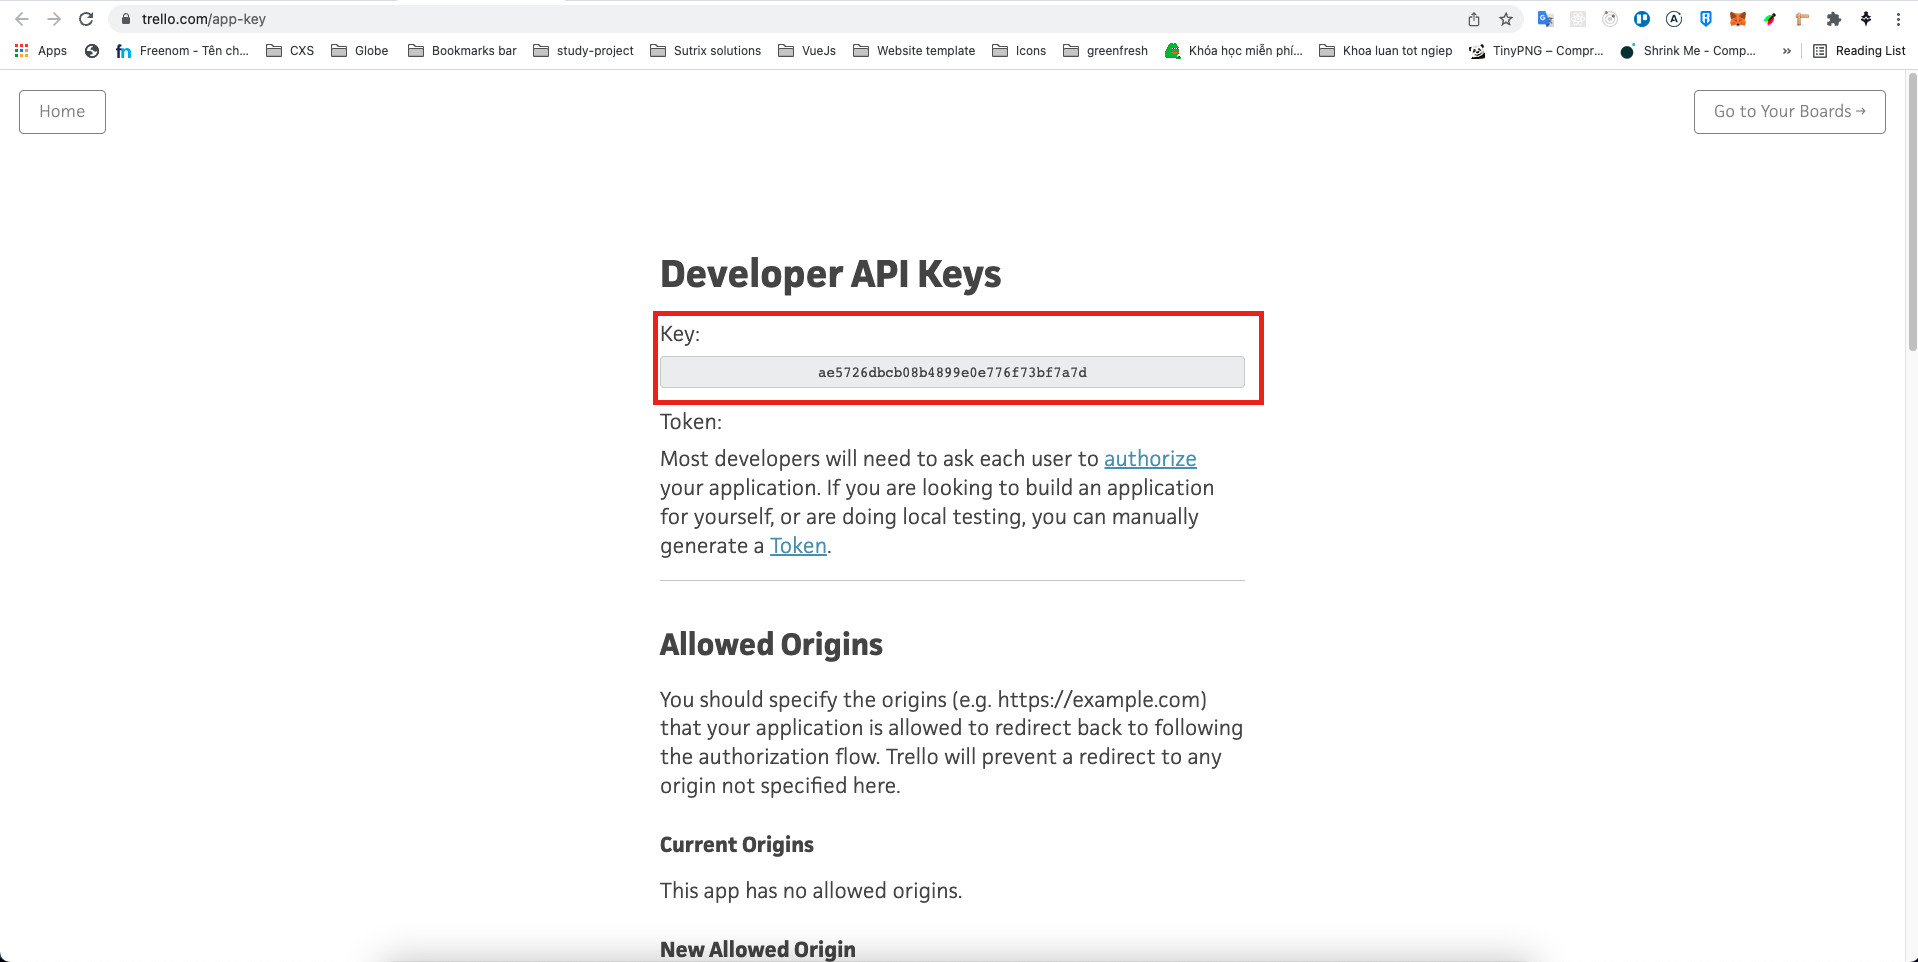 trello.com/app-key
Apps
Freenom - Tên ch...
CXS
Globe
Bookmarks bar
study-project
Sutrix solutions
VueJs
Website template
Icons
greenfresh
Khóa học miễn phí...
Khoa luan tot ngiep
TinyPNG – Compr...
Shrink Me - Comp...
»
Reading List
Home
Go to Your Boards →
Developer API Keys
Key:
ae5726dbcb08b4899e0e776f73bf7a7d
Token:
Most developers will need to ask each user to authorize
your application. If you are looking to build an application
for yourself, or are doing local testing, you can manually
generate a Token.
Allowed Origins
You should specify the origins (e.g. https://example.com)
that your application is allowed to redirect back to following
the authorization flow. Trello will prevent a redirect to any
origin not specified here.
Current Origins
This app has no allowed origins.
New Allowed Origin